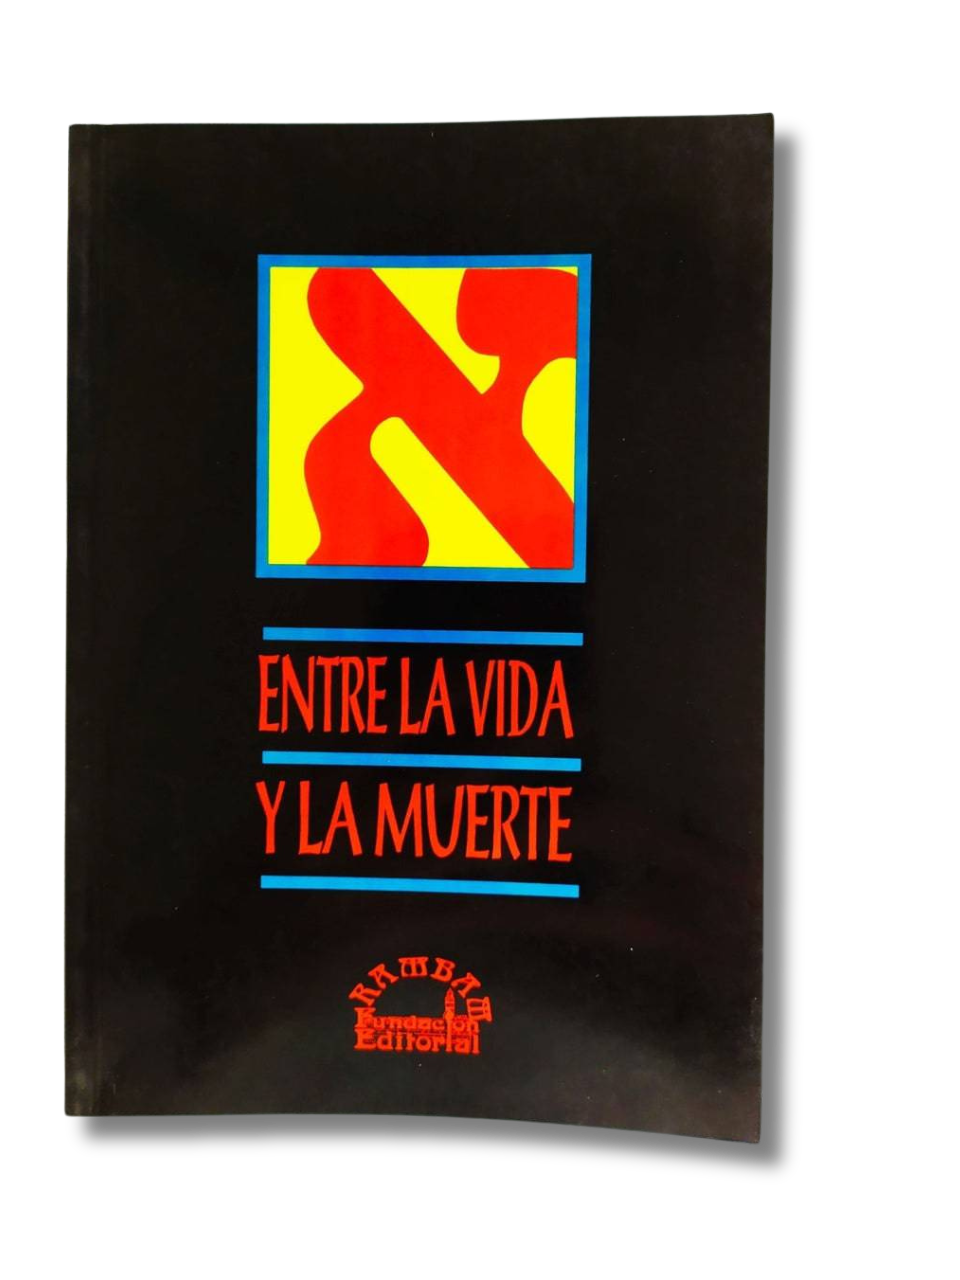 א
ENTRE LA VIDA
Y LA MUERTE
RAMBAM
Fundación
Editorial